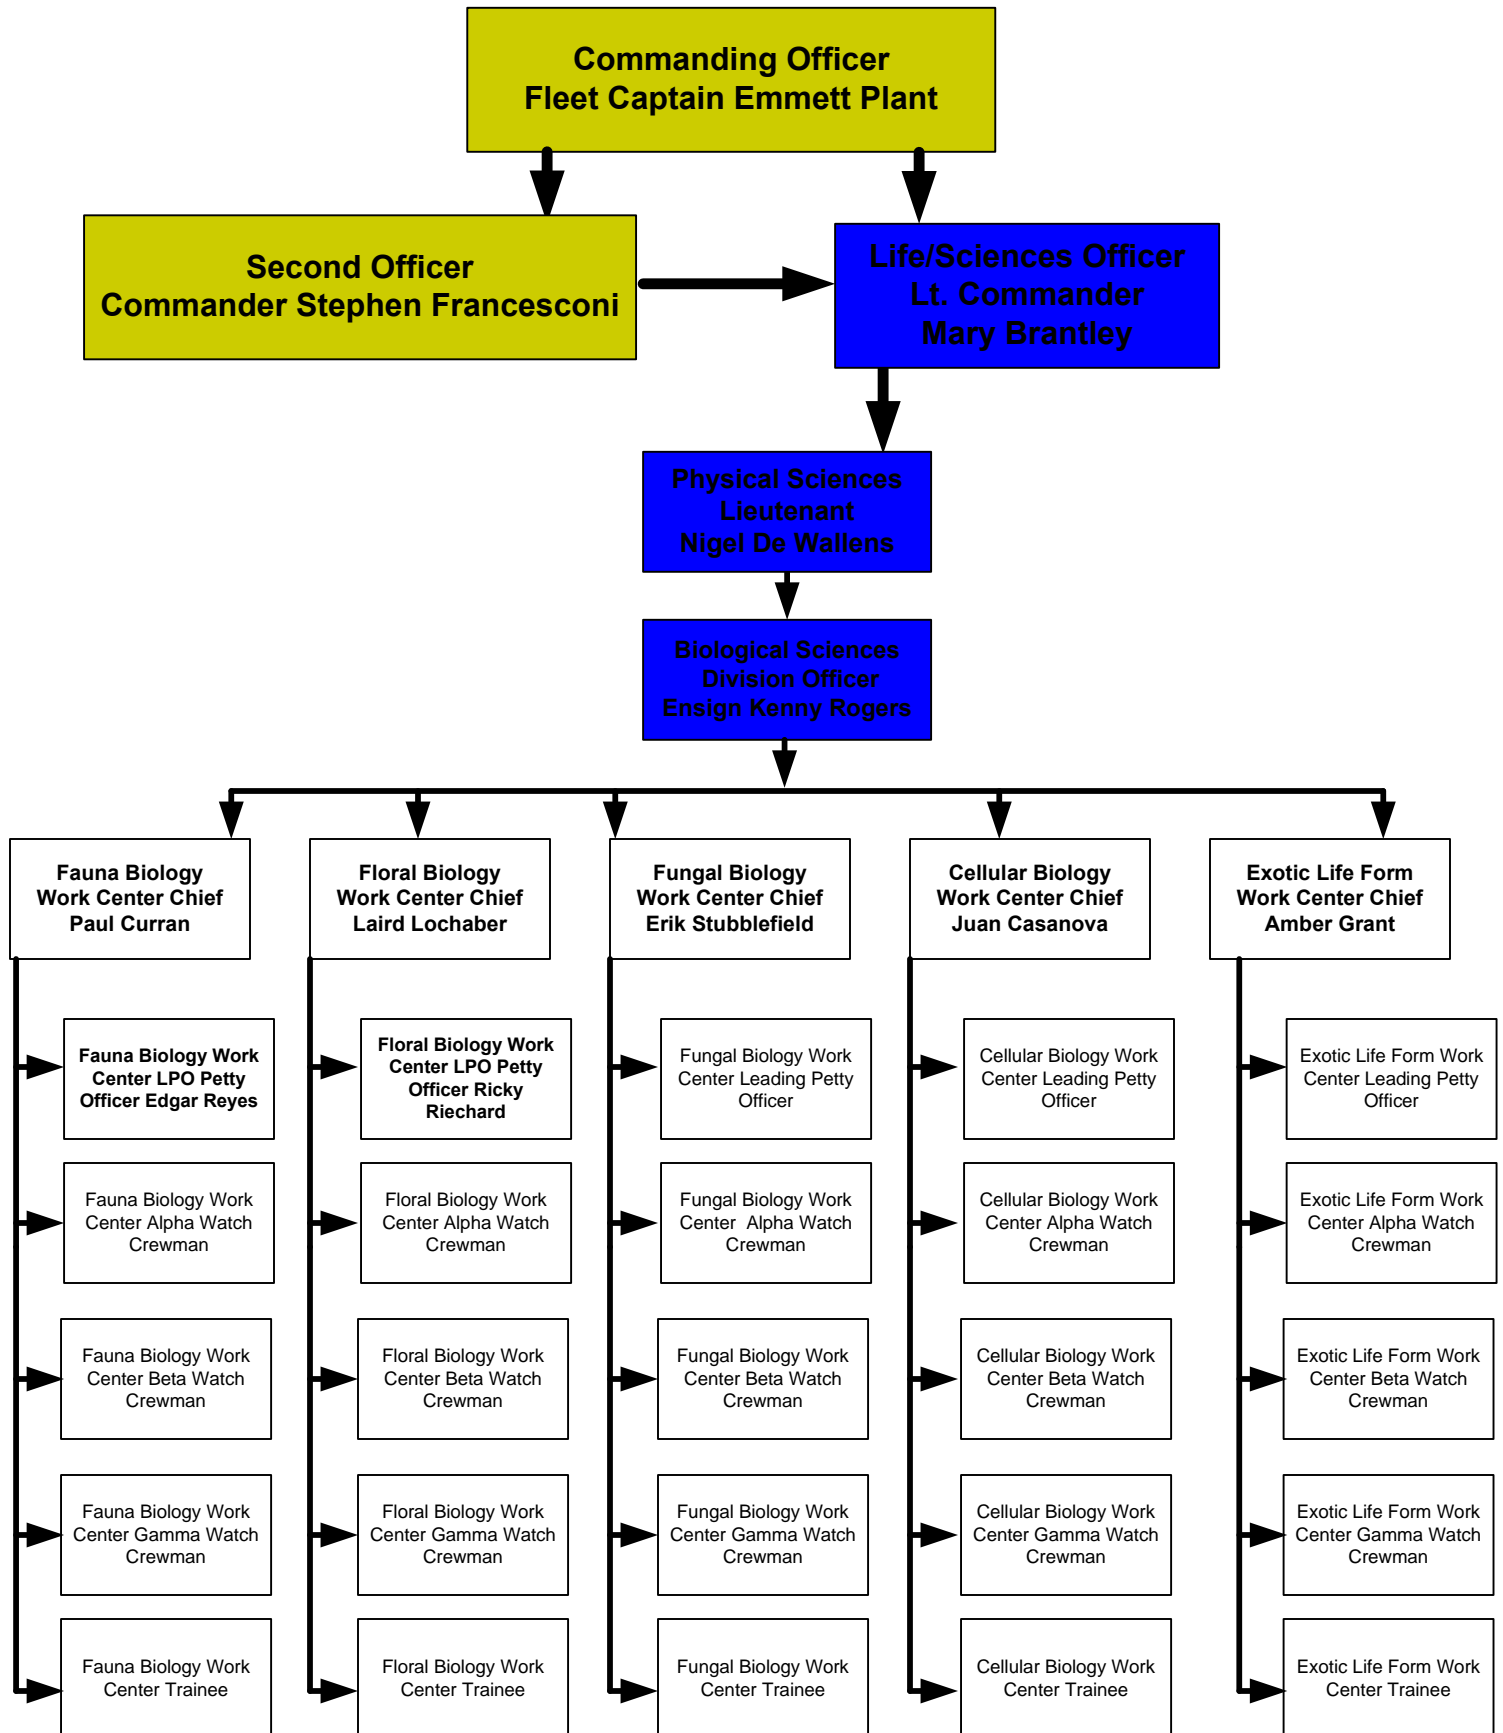 Commanding Officer
Fleet Captain Emmett Plant
Second Officer
Commander Stephen Francesconi
Life/Sciences Officer
Lt. Commander
Mary Brantley
Physical Sciences
Lieutenant
Nigel De Wallens
Biological Sciences
Division Officer
Ensign Kenny Rogers
Fauna Biology
Work Center Chief
Paul Curran
Floral Biology
Work Center Chief
Laird Lochaber
Fungal Biology
Work Center Chief
Erik Stubblefield
Cellular Biology
Work Center Chief
Juan Casanova
Exotic Life Form
Work Center Chief
Amber Grant
Fauna Biology Work
Center LPO Petty
Officer Edgar Reyes
Floral Biology Work
Center LPO Petty
Officer Ricky
Riechard
Fungal Biology Work
Center Leading Petty
Officer
Cellular Biology Work
Center Leading Petty
Officer
Exotic Life Form Work
Center Leading Petty
Officer
Fauna Biology Work
Center Alpha Watch
Crewman
Floral Biology Work
Center Alpha Watch
Crewman
Fungal Biology Work
Center  Alpha Watch
Crewman
Cellular Biology Work
Center Alpha Watch
Crewman
Exotic Life Form Work
Center Alpha Watch
Crewman
Fauna Biology Work
Center Beta Watch
Crewman
Floral Biology Work
Center Beta Watch
Crewman
Fungal Biology Work
Center Beta Watch
Crewman
Cellular Biology Work
Center Beta Watch
Crewman
Exotic Life Form Work
Center Beta Watch
Crewman
Fauna Biology Work
Center Gamma Watch
Crewman
Floral Biology Work
Center Gamma Watch
Crewman
Fungal Biology Work
Center Gamma Watch
Crewman
Cellular Biology Work
Center Gamma Watch
Crewman
Exotic Life Form Work
Center Gamma Watch
Crewman
Fauna Biology Work
Center Trainee
Floral Biology Work
Center Trainee
Fungal Biology Work
Center Trainee
Cellular Biology Work
Center Trainee
Exotic Life Form Work
Center Trainee